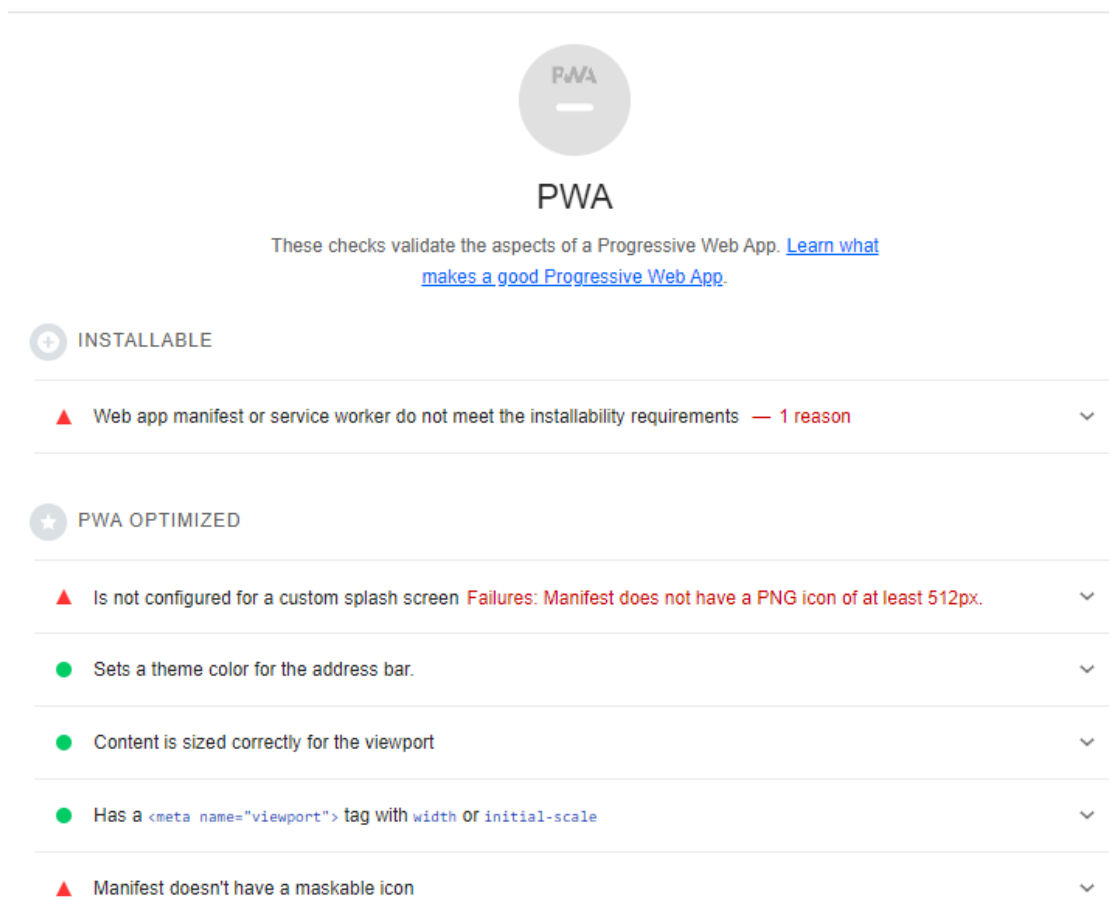 PWA
PWA
These checks validate the aspects of a Progressive Web App. Learn what
makes a good Progressive Web App.
INSTALLABLE
Web app manifest or service worker do not meet the installability requirements — 1 reason
PWA OPTIMIZED
Is not configured for a custom splash screen Failures: Manifest does not have a PNG icon of at least 512px.
Sets a theme color for the address bar.
Content is sized correctly for the viewport
Has a <meta name="viewport"> tag with width or initial-scale
Manifest doesn't have a maskable icon